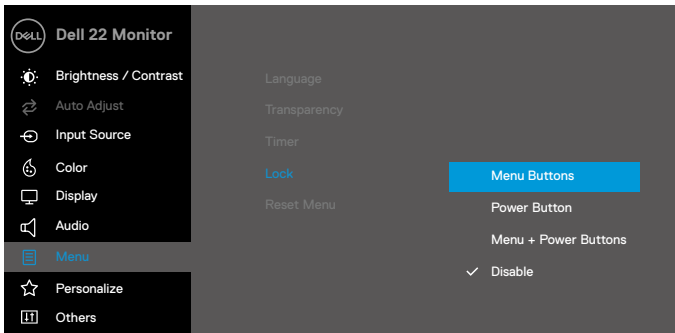 DELL
Dell 22 Monitor
Brightness / Contrast
Auto Adjust
Input Source
Color
Display
Audio
Menu
Personalize
Others
Language
Transparency
Timer
Lock
Reset Menu
Menu Buttons
Power Button
Menu + Power Buttons
Disable